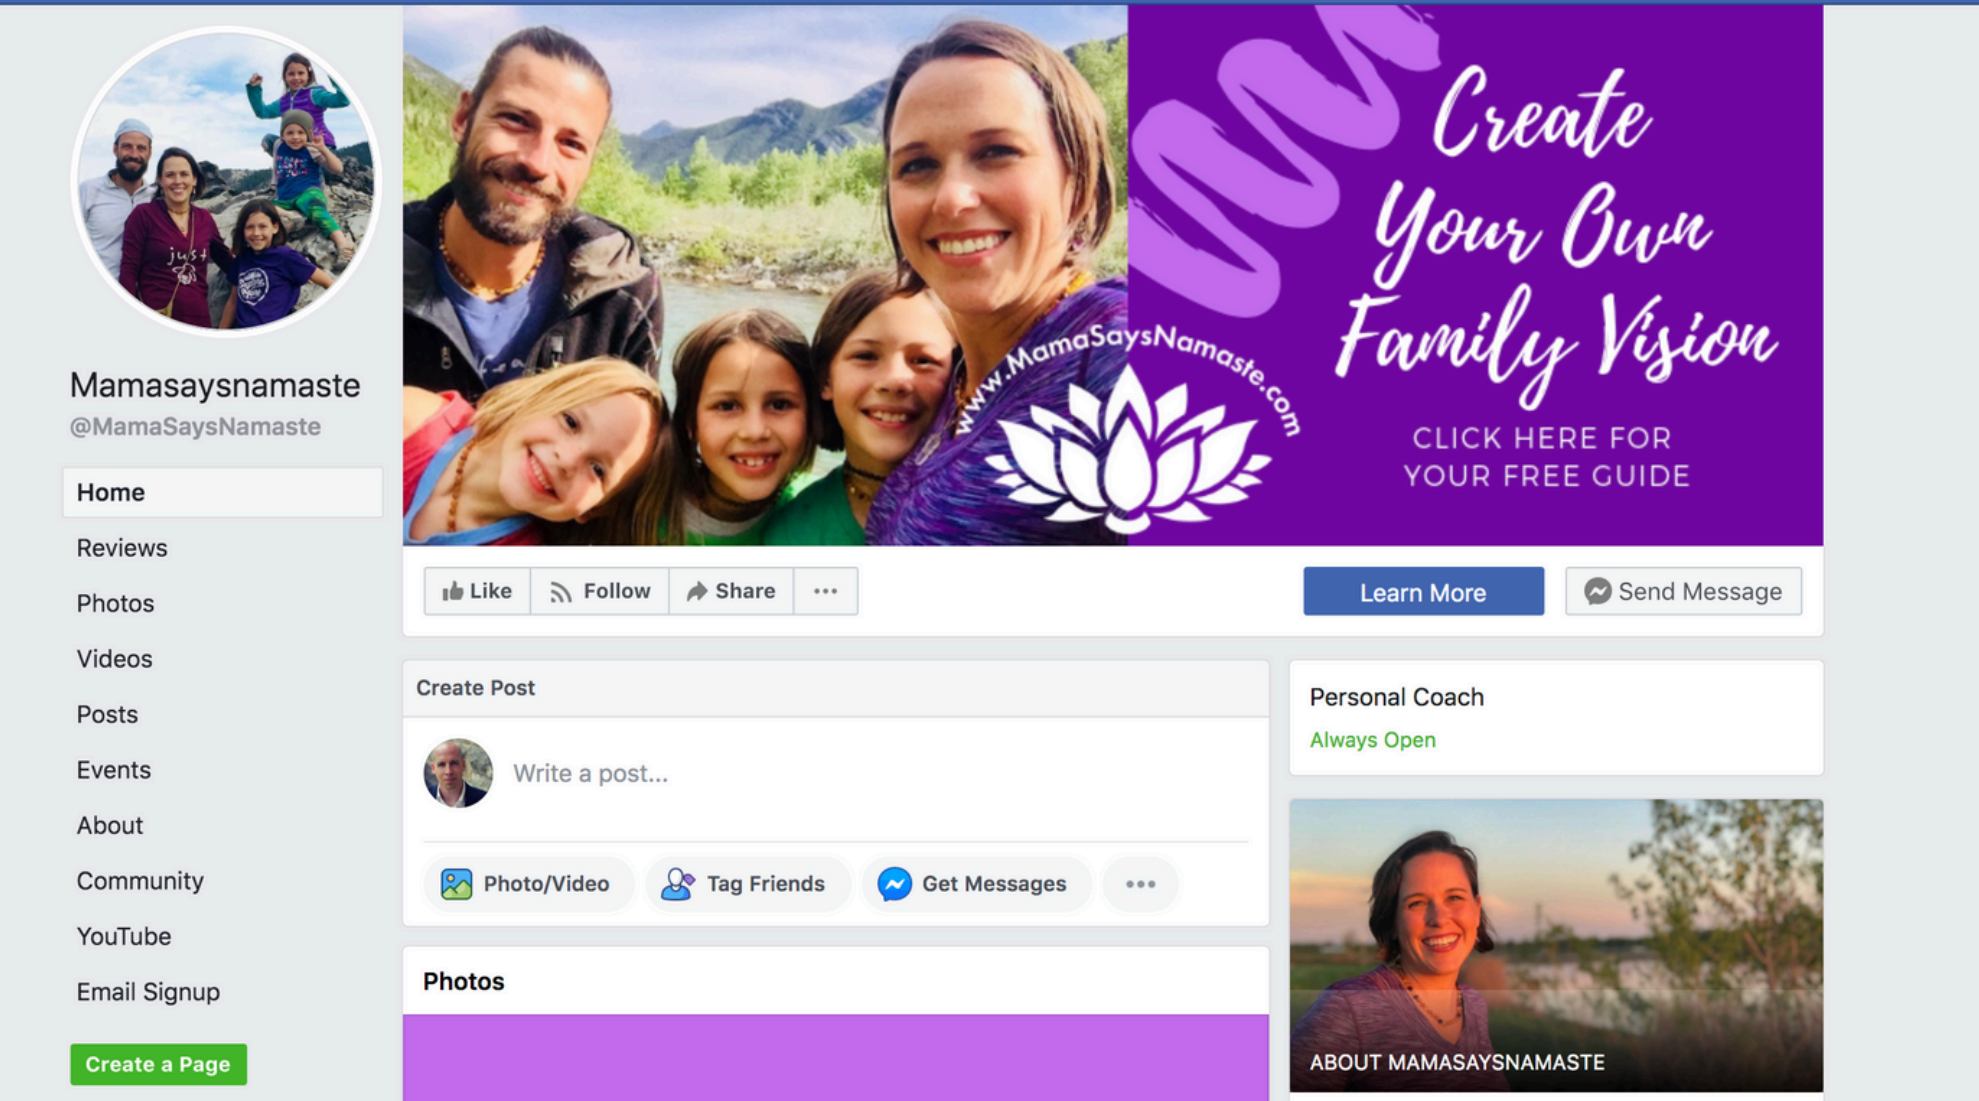 just
Mamasaysnamaste
@MamaSaysNamaste
Home
Reviews
Photos
Videos
Posts
Events
About
Community
YouTube
Email Signup
Create a Page
www.MamaSaysNamaste.com
Create
Your Own
Family Vision
CLICK HERE FOR
YOUR FREE GUIDE
Like
Follow
Share
Learn More
Send Message
Create Post
Write a post...
Photo/Video
Tag Friends
Get Messages
Photos
Personal Coach
Always Open
ABOUT MAMASAYSNAMASTE